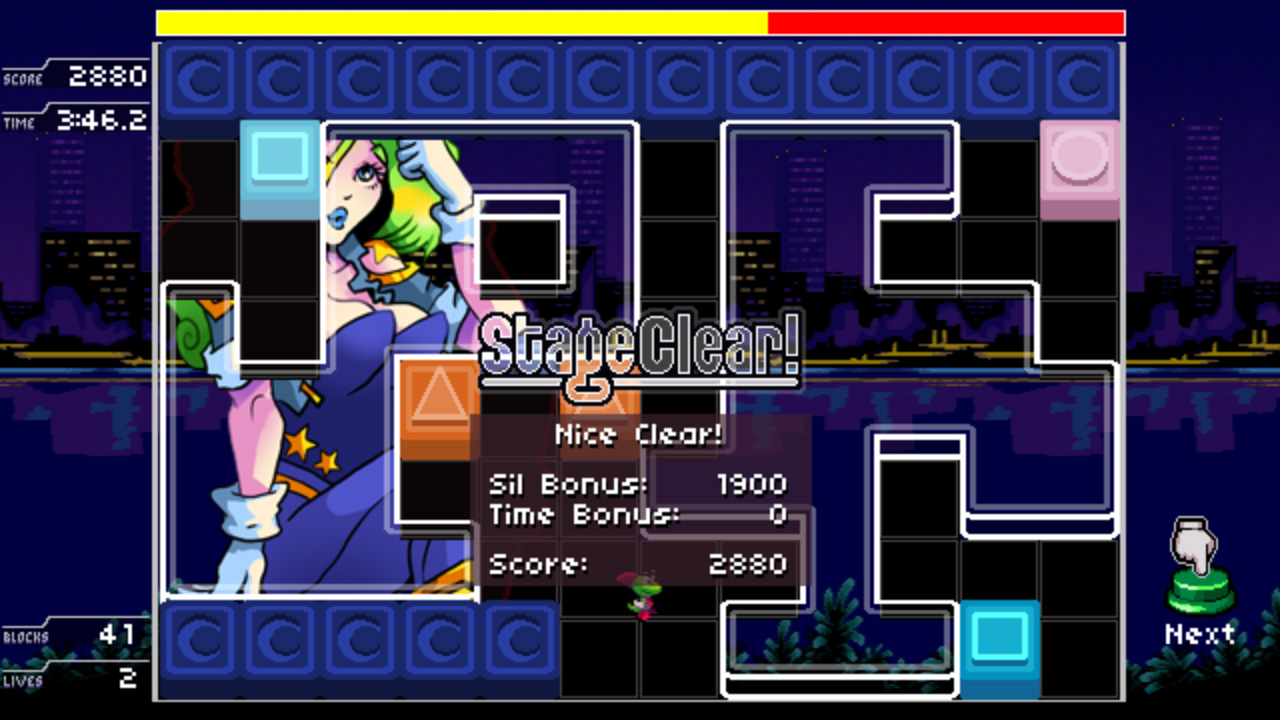 SCORE 2880
TIME 3:46.2
StageClear!
Nice Clear!
Sil Bonus: 1900
Time Bonus: 0
Score: 2880
BLOCKS 41
LIVES 2
Next